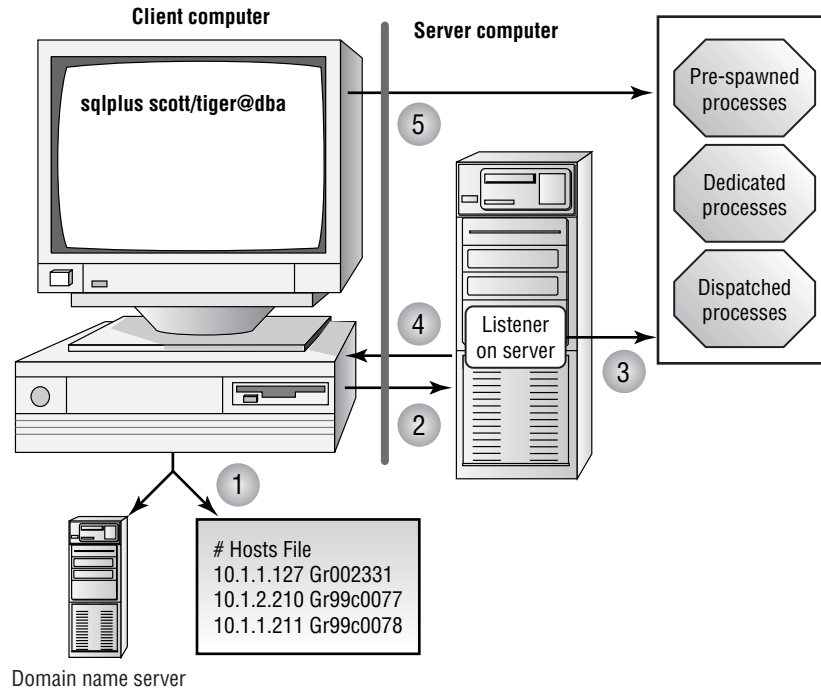 Client computer
Server computer
sqlplus scott/tiger@dba
Pre-spawned
processes
5
Dedicated
processes
Dispatched
processes
4
Listener
on server
3
2
1
# Hosts File
10.1.1.127 Gr002331
10.1.2.210 Gr99c0077
10.1.1.211 Gr99c0078
Domain name server